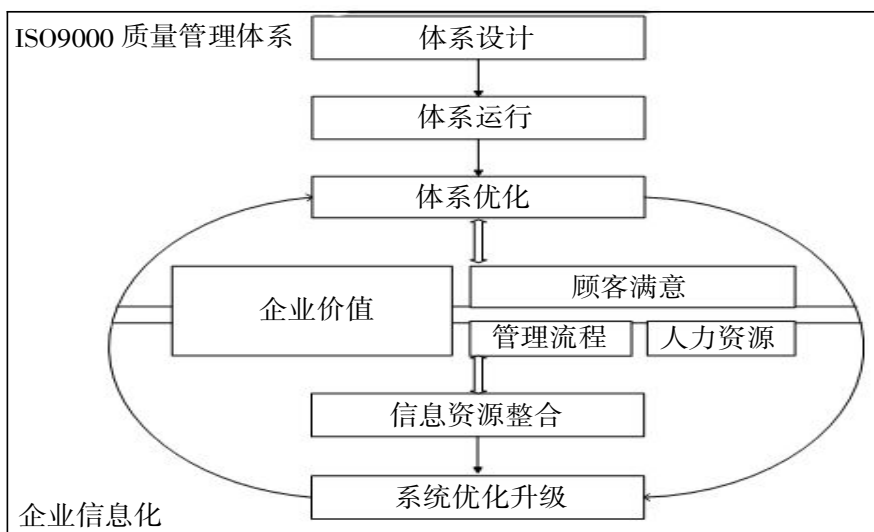 ISO9000 质量管理体系
体系设计
体系运行
体系优化
企业价值
顾客满意
管理流程
人力资源
信息资源整合
系统优化升级
企业信息化